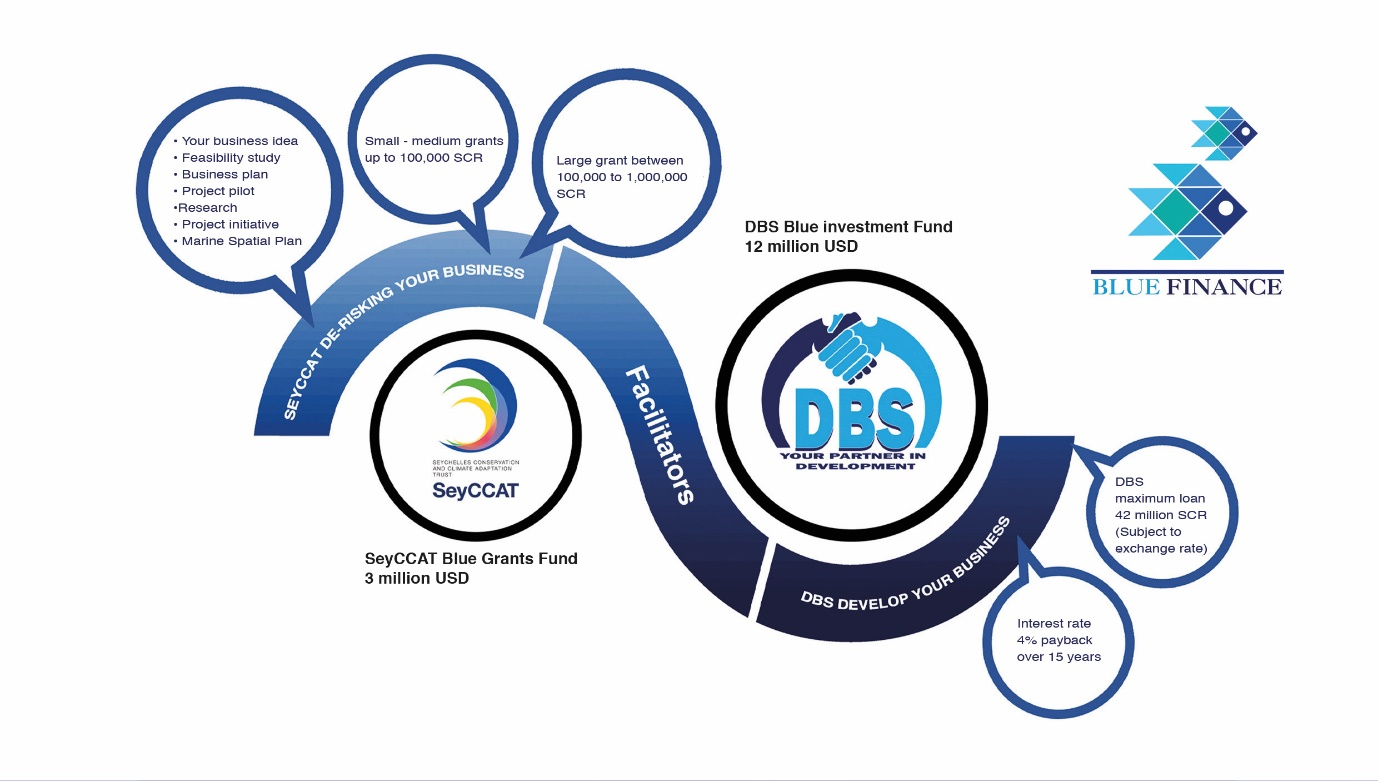 • Your business idea
• Feasibility study
• Business plan
• Project pilot
•Research
• Project initiative
• Marine Spatial Plan
Small - medium grants
up to 100,000 SCR
Large grant between
100,000 to 1,000,000
SCR
SEYCCAT DE-RISKING YOUR BUSINESS
SEYCHELLES CONSERVATION
AND CLIMATE ADAPTATION
TRUST
SeyCCAT
SeyCCAT Blue Grants Fund
3 million USD
Facilitators
DBS Blue investment Fund
12 million USD
DBS
YOUR PARTNER IN
DEVELOPMENT
DBS DEVELOP YOUR BUSINESS
BLUE FINANCE
DBS
maximum loan
42 million SCR
(Subject to
exchange rate)
Interest rate
4% payback
over 15 years